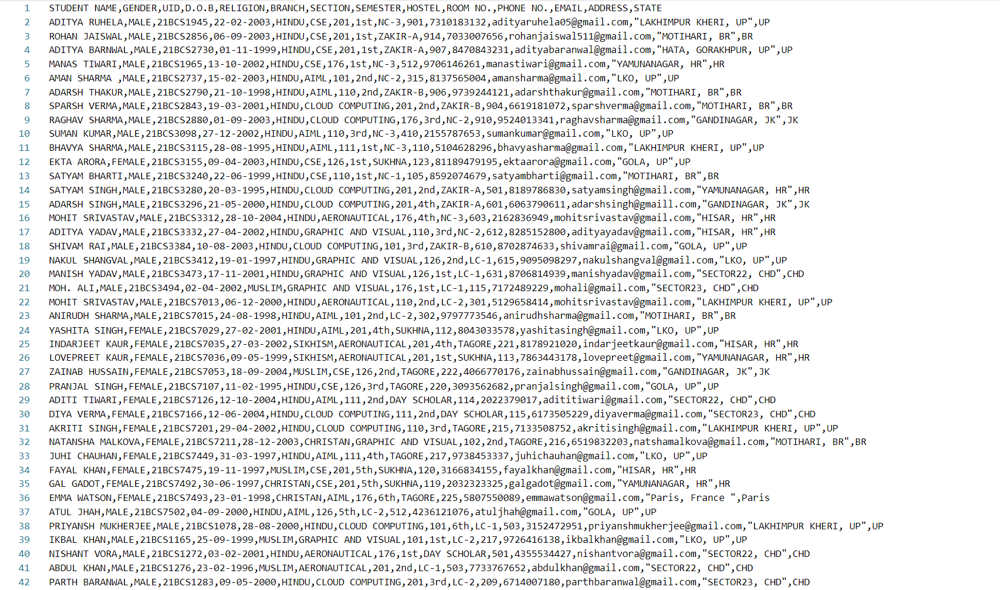 1 STUDENT NAME,GENDER,UID,D.O.B,RELIGION,BRANCH,SECTION,SEMESTER,HOSTEL,ROOM NO.,PHONE NO.,EMAIL,ADDRESS,STATE
2 ADITYA RUHELA,MALE,21BCS1945,22-02-2003,HINDU,CSE,201,1st,NC-3,901,7310183132,adityaruhela05@gmail.com,"LAKHIMPUR KHERI, UP",UP
3 ROHAN JAISWAL,MALE,21BCS2856,06-09-2003,HINDU,CSE,201,1st,ZAKIR-A,914,7033007656,rohanjaiswal511@gmail.com,"MOTIHARI, BR",BR
4 ADITYA BARNWAL,MALE,21BCS2730,01-11-1999,HINDU,CSE,201,1st,ZAKIR-A,907,8470843231,adityabaranwal@gmail.com,"HATA, GORAKHPUR, UP",UP
5 MANAS TIWARI,MALE,21BCS1965,13-10-2002,HINDU,CSE,176,1st,NC-3,512,9706146261,manastiwari@gmail.com,"YAMUNANAGAR, HR",HR
6 AMAN SHARMA ,MALE,21BCS2737,15-02-2003,HINDU,AIML,101,2nd,NC-2,315,8137565004,amansharma@gmail.com,"LKO, UP",UP
7 ADARSH THAKUR,MALE,21BCS2790,21-10-1998,HINDU,AIML,110,2nd,ZAKIR-B,906,9739244121,adarshthakur@gmail.com,"MOTIHARI, BR",BR
8 SPARSH VERMA,MALE,21BCS2843,19-03-2001,HINDU,CLOUD COMPUTING,201,2nd,ZAKIR-B,904,6619181072,sparshverma@gmail.com,"MOTIHARI, BR",BR
9 RAGHAV SHARMA,MALE,21BCS2880,01-09-2003,HINDU,CLOUD COMPUTING,176,3rd,NC-2,910,9524013341,raghavsharma@gmail.com,"GANDINAGAR, JK",JK
10 SUMAN KUMAR,MALE,21BCS3098,27-12-2002,HINDU,AIML,110,3rd,NC-3,410,2155787653,sumankumar@gmail.com,"LKO, UP",UP
11 BHAVYA SHARMA,MALE,21BCS3115,28-08-1995,HINDU,AIML,111,1st,NC-3,110,5104628296,bhavyasharma@gmail.com,"LAKHIMPUR KHERI, UP",UP
12 EKTA ARORA,FEMALE,21BCS3155,09-04-2003,HINDU,CSE,126,1st,SUKHNA,123,81189479195,ektaarora@gmail.com,"GOLA, UP",UP
13 SATYAM BHARTI,MALE,21BCS3240,22-06-1999,HINDU,CSE,110,1st,NC-1,105,8592074679,satyambharti@gmail.com,"MOTIHARI, BR",BR
14 SATYAM SINGH,MALE,21BCS3280,20-03-1995,HINDU,CLOUD COMPUTING,201,2nd,ZAKIR-A,501,8189786830,satyamsingh@gmail.com,"YAMUNANAGAR, HR",HR
15 ADARSH SINGH,MALE,21BCS3296,21-05-2000,HINDU,CLOUD COMPUTING,201,4th,ZAKIR-A,601,6063790611,adarshsingh@gmaill.com,"GANDINAGAR, JK",JK
16 MOHIT SRIVASTAV,MALE,21BCS3312,28-10-2004,HINDU,AERONAUTICAL,176,4th,NC-3,603,2162836949,mohitsrivastav@gmail.com,"HISAR, HR",HR
17 ADITYA YADAV,MALE,21BCS3332,27-04-2002,HINDU,GRAPHIC AND VISUAL,110,3rd,NC-2,612,8285152800,adityayadav@gmail.com,"HISAR, HR",HR
18 SHIVAM RAI,MALE,21BCS3384,10-08-2003,HINDU,CLOUD COMPUTING,101,3rd,ZAKIR-B,610,8702874633,shivamrai@gmail.com,"GOLA, UP",UP
19 NAKUL SHANGVAL,MALE,21BCS3412,19-01-1997,HINDU,GRAPHIC AND VISUAL,126,2nd,LC-1,615,9095098297,nakulshangval@gmail.com,"LKO, UP",UP
20 MANISH YADAV,MALE,21BCS3473,17-11-2001,HINDU,GRAPHIC AND VISUAL,126,1st,LC-1,631,8706814939,manishyadav@gmail.com,"SECTOR22, CHD",CHD
21 MOH. ALI,MALE,21BCS3494,02-04-2002,MUSLIM,GRAPHIC AND VISUAL,176,1st,LC-1,115,7172489229,mohali@gmail.com,"SECTOR23, CHD",CHD
22 MOHIT SRIVASTAV,MALE,21BCS7013,06-12-2000,HINDU,AERONAUTICAL,110,2nd,LC-2,301,5129658414,mohitsrivastav@gmail.com,"LAKHIMPUR KHERI, UP",UP
23 ANIRUDH SHARMA,MALE,21BCS7015,24-08-1998,HINDU,AIML,101,2nd,LC-2,302,9797773546,anirudhsharma@gmail.com,"MOTIHARI, BR",BR
24 YASHITA SINGH,FEMALE,21BCS7029,27-02-2001,HINDU,AIML,201,4th,SUKHNA,112,8043033578,yashitasingh@gmail.com,"LKO, UP",UP
25 INDARJEET KAUR,FEMALE,21BCS7035,27-03-2002,SIKHISM,AERONAUTICAL,201,4th,TAGORE,221,8178921020,indarjeetkaur@gmail.com,"HISAR, HR",HR
26 LOVEPREET KAUR,FEMALE,21BCS7036,09-05-1999,SIKHISM,AERONAUTICAL,201,1st,SUKHNA,113,7863443178,lovepreet@gmail.com,"YAMUNANAGAR, HR",HR
27 ZAINAB HUSSAIN,FEMALE,21BCS7053,18-09-2004,MUSLIM,CSE,126,2nd,TAGORE,222,4066770176,zainabhussain@gmail.com,"GANDINAGAR, JK",JK
28 PRANJAL SINGH,FEMALE,21BCS7107,11-02-1995,HINDU,CSE,126,3rd,TAGORE,220,3093562682,pranjalsingh@gmail.com,"GOLA, UP",UP
29 ADITI TIWARI,FEMALE,21BCS7126,12-10-2004,HINDU,AIML,111,2nd,DAY SCHOLAR,114,2022379017,adititiwari@gmail.com,"SECTOR22, CHD",CHD
30 DIYA VERMA,FEMALE,21BCS7166,12-06-2004,HINDU,CLOUD COMPUTING,111,2nd,DAY SCHOLAR,115,6173505229,diyaverma@gmail.com,"SECTOR23, CHD",CHD
31 AKRITI SINGH,FEMALE,21BCS7201,29-04-2002,HINDU,CLOUD COMPUTING,110,3rd,TAGORE,215,7133508752,akritisingh@gmail.com,"LAKHIMPUR KHERI, UP",UP
32 NATANSHA MALKOVA,FEMALE,21BCS7211,28-12-2003,CHRISTAN,GRAPHIC AND VISUAL,102,2nd,TAGORE,216,6519832203,natshamalkova@gmail.com,"MOTIHARI, BR",BR
33 JUHI CHAUHAN,FEMALE,21BCS7449,31-03-1997,HINDU,AIML,111,4th,TAGORE,217,9738453337,juhichauhan@gmail.com,"LKO, UP",UP
34 FAYAL KHAN,FEMALE,21BCS7475,19-11-1997,MUSLIM,CSE,201,5th,SUKHNA,120,3166834155,fayalkhan@gmail.com,"HISAR, HR",HR
35 GAL GADOT,FEMALE,21BCS7492,30-06-1997,CHRISTAN,CSE,201,5th,SUKHNA,119,2032323325,galgadot@gmail.com,"YAMUNANAGAR, HR",HR
36 EMMA WATSON,FEMALE,21BCS7493,23-01-1998,CHRISTAN,AIML,176,6th,TAGORE,225,5807550089,emmawatson@gmail.com,"Paris, France ",Paris
37 ATUL JHAH,MALE,21BCS7502,04-09-2000,HINDU,AIML,126,5th,LC-2,512,4236121076,atuljhah@gmail.com,"GOLA, UP",UP
38 PRIYANSH MUKHERJEE,MALE,21BCS1078,28-08-2000,HINDU,CLOUD COMPUTING,101,6th,LC-1,503,3152472951,priyanshmukherjee@gmail.com,"LAKHIMPUR KHERI, UP",UP
39 IKBAL KHAN,MALE,21BCS1165,25-09-1999,MUSLIM,GRAPHIC AND VISUAL,101,1st,LC-2,217,9726416138,ikbalkhan@gmail.com,"LKO, UP",UP
40 NISHANT VORA,MALE,21BCS1272,03-02-2001,HINDU,AERONAUTICAL,176,1st,DAY SCHOLAR,501,4355534427,nishantvora@gmail.com,"SECTOR22, CHD",CHD
41 ABDUL KHAN,MALE,21BCS1276,23-02-1996,MUSLIM,AERONAUTICAL,201,2nd,LC-1,503,7733767652,abdulkhan@gmail.com,"SECTOR22, CHD",CHD
42 PARTH BARANWAL,MALE,21BCS1283,09-05-2000,HINDU,CLOUD COMPUTING,201,3rd,LC-2,209,6714007180,parthbaranwal@gmail.com,"SECTOR23, CHD",CHD